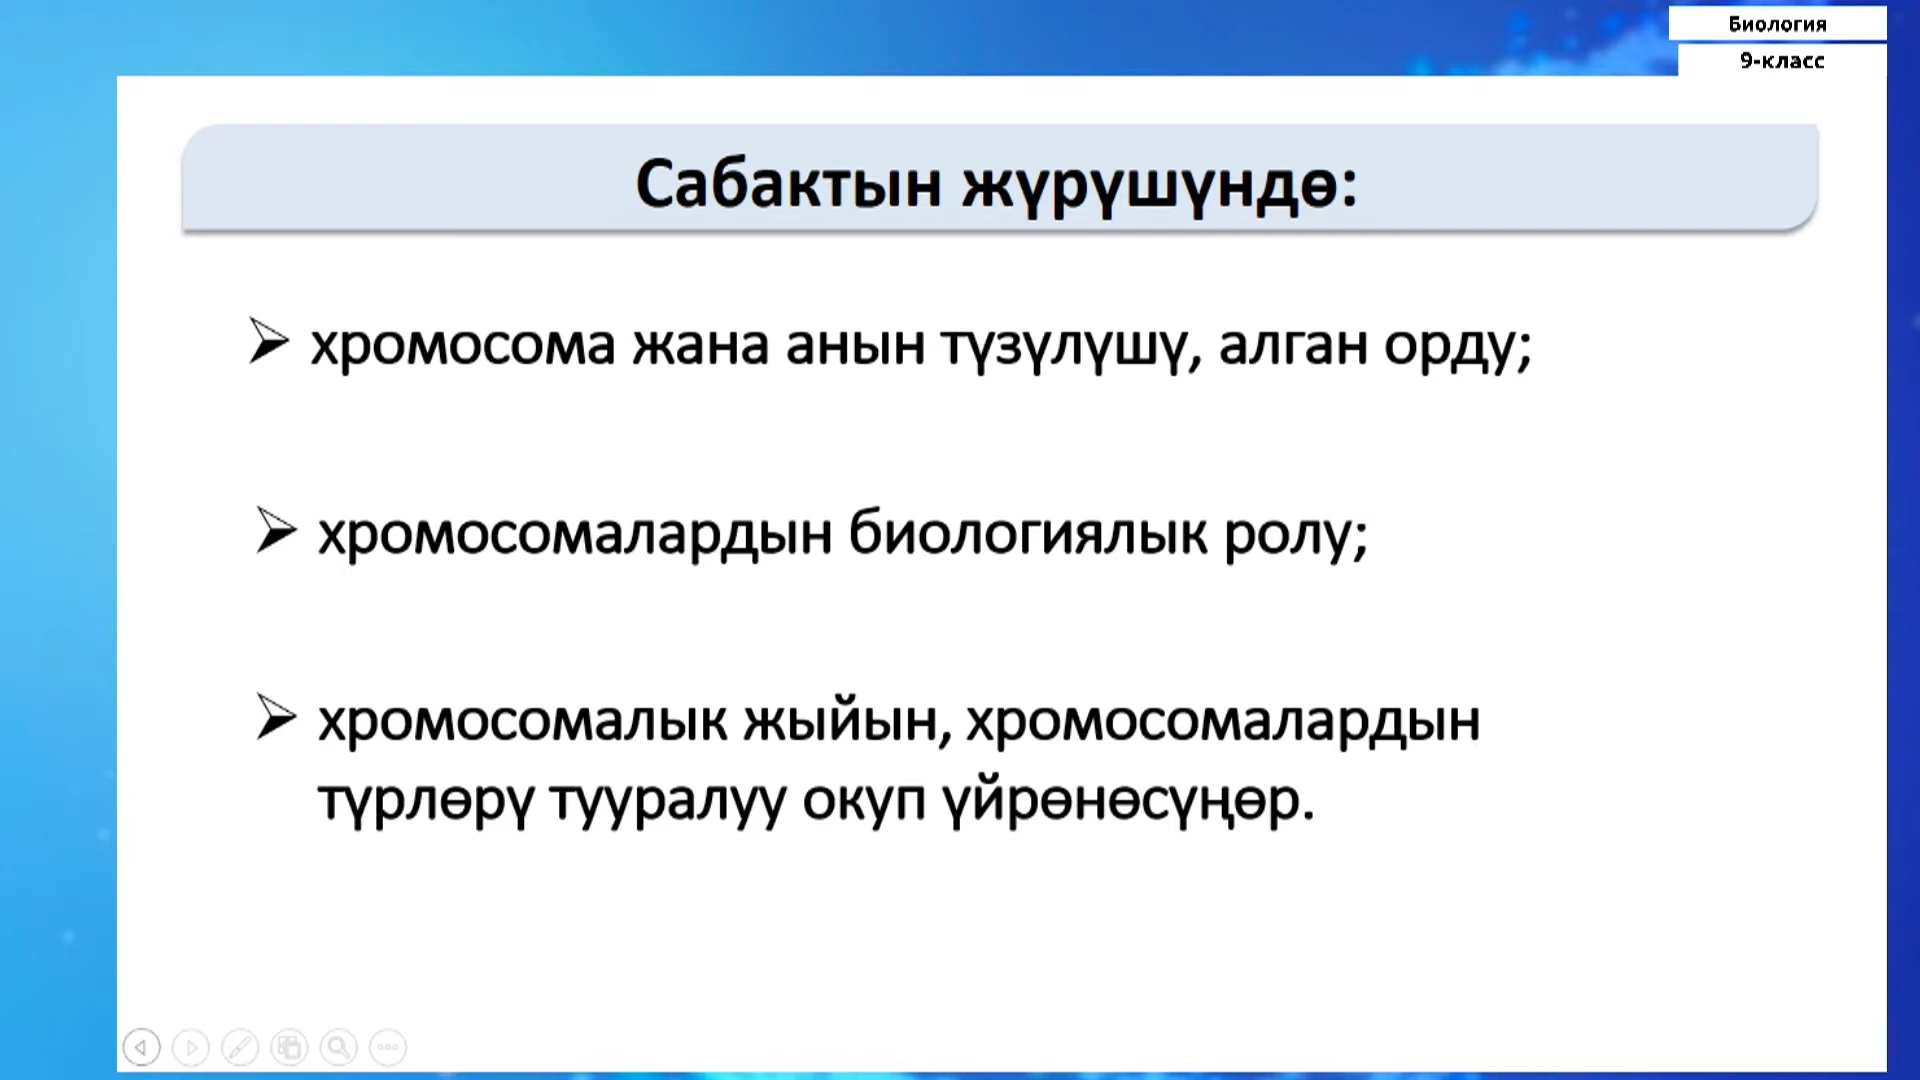 Биология
9-класс
Сабактын жүрүшүндө:
хромосома жана анын түзүлүшү, алган орду;
хромосомалардын биологиялык ролу;
хромосомалык жыйын, хромосомалардын
түрлөрү тууралуу окуп үйрөнөсүңөр.